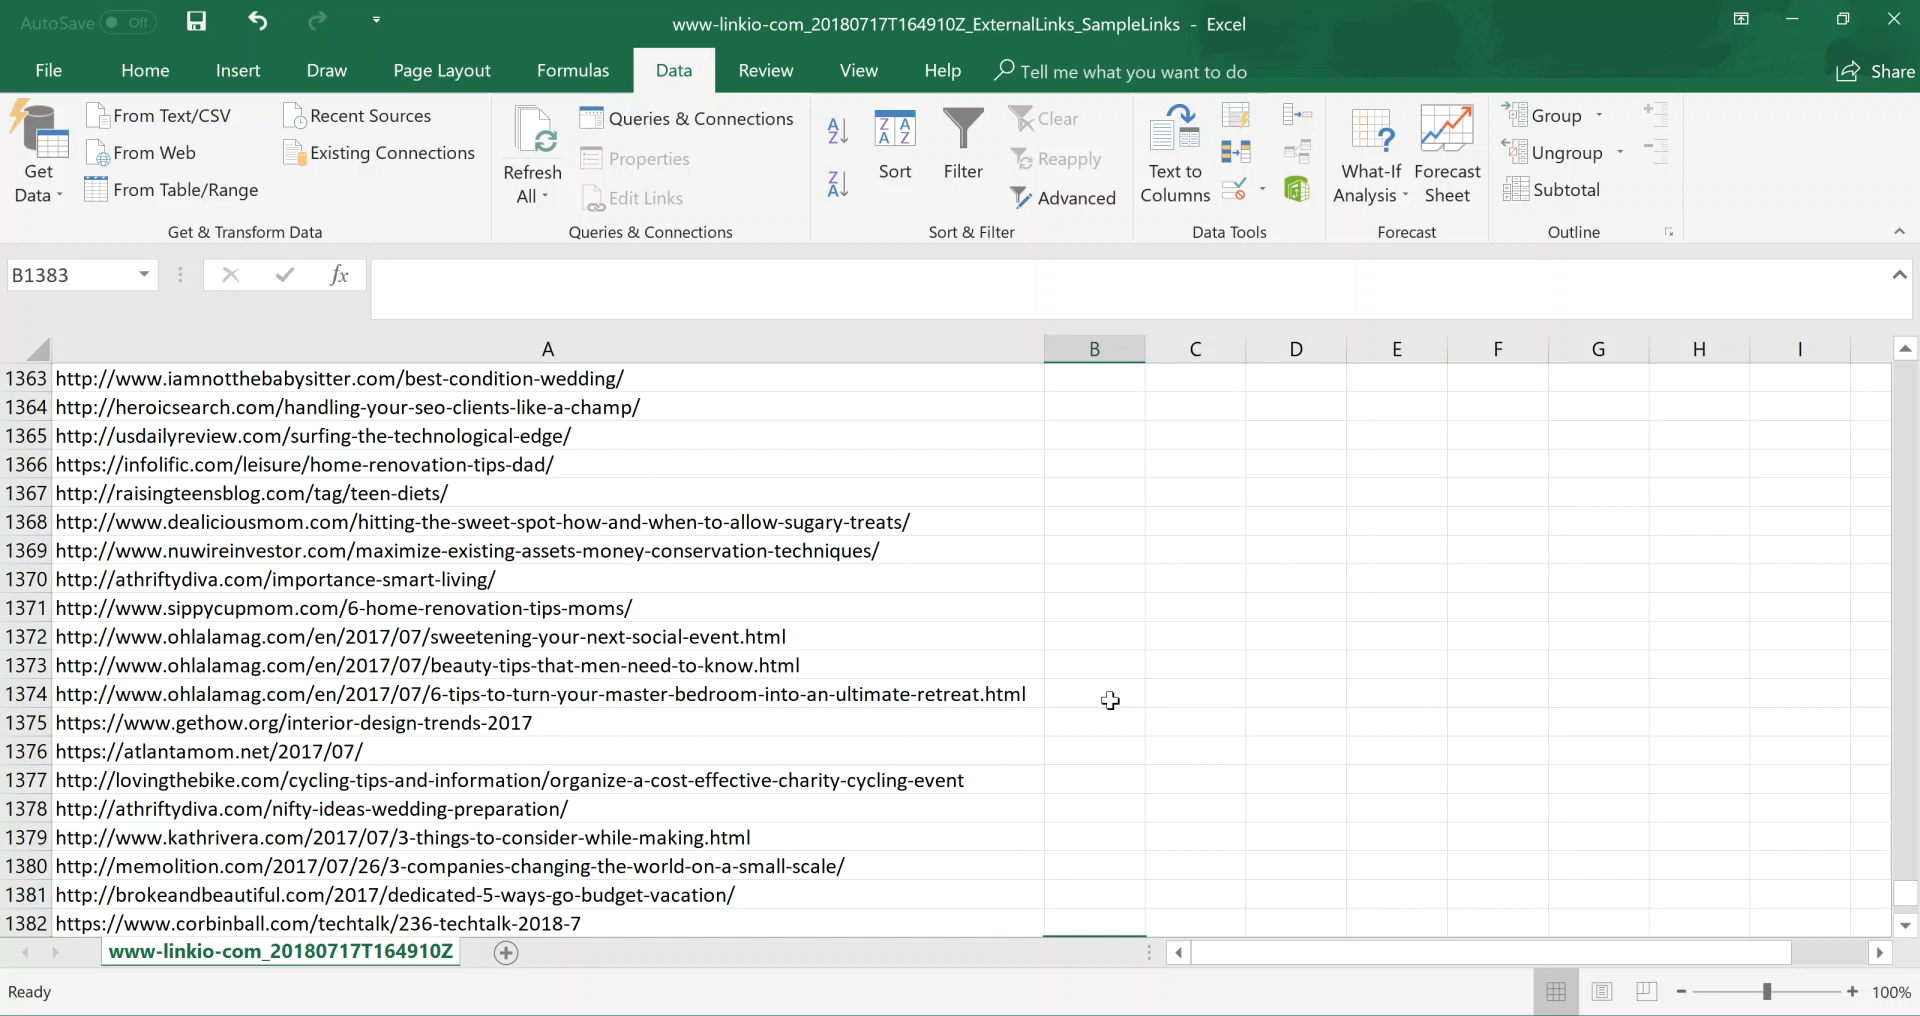 AutoSave Off
www-linkio-com_20180717T164910Z_ExternalLinks_SampleLinks - Excel
File Home Insert Draw Page Layout Formulas Data Review View Help Tell me what you want to do Share
Get Data
From Text/CSV
From Web
From Table/Range
Recent Sources
Existing Connections
Get & Transform Data
Refresh All
Queries & Connections
Properties
Edit Links
Queries & Connections
A Z
Z A
Z A A Z
Sort
Filter
Clear
Reapply
Advanced
Sort & Filter
Text to Columns
Data Tools
What-If Analysis
Forecast Sheet
Forecast
Group
Ungroup
Subtotal
Outline
B1383 fx
A B C D E F G H I
1363 http://www.iamnotthebabysitter.com/best-condition-wedding/
1364 http://heroicsearch.com/handling-your-seo-clients-like-a-champ/
1365 http://usdailyreview.com/surfing-the-technological-edge/
1366 https://infolific.com/leisure/home-renovation-tips-dad/
1367 http://raisingteensblog.com/tag/teen-diets/
1368 http://www.dealiciousmom.com/hitting-the-sweet-spot-how-and-when-to-allow-sugary-treats/
1369 http://www.nuwireinvestor.com/maximize-existing-assets-money-conservation-techniques/
1370 http://athriftydiva.com/importance-smart-living/
1371 http://www.sippycupmom.com/6-home-renovation-tips-moms/
1372 http://www.ohlalamag.com/en/2017/07/sweetening-your-next-social-event.html
1373 http://www.ohlalamag.com/en/2017/07/beauty-tips-that-men-need-to-know.html
1374 http://www.ohlalamag.com/en/2017/07/6-tips-to-turn-your-master-bedroom-into-an-ultimate-retreat.html
1375 https://www.gethow.org/interior-design-trends-2017
1376 https://atlantamom.net/2017/07/
1377 http://lovingthebike.com/cycling-tips-and-information/organize-a-cost-effective-charity-cycling-event
1378 http://athriftydiva.com/nifty-ideas-wedding-preparation/
1379 http://www.kathrivera.com/2017/07/3-things-to-consider-while-making.html
1380 http://memolition.com/2017/07/26/3-companies-changing-the-world-on-a-small-scale/
1381 http://brokeandbeautiful.com/2017/dedicated-5-ways-go-budget-vacation/
1382 https://www.corbinball.com/techtalk/236-techtalk-2018-7
www-linkio-com_20180717T164910Z
Ready
100%